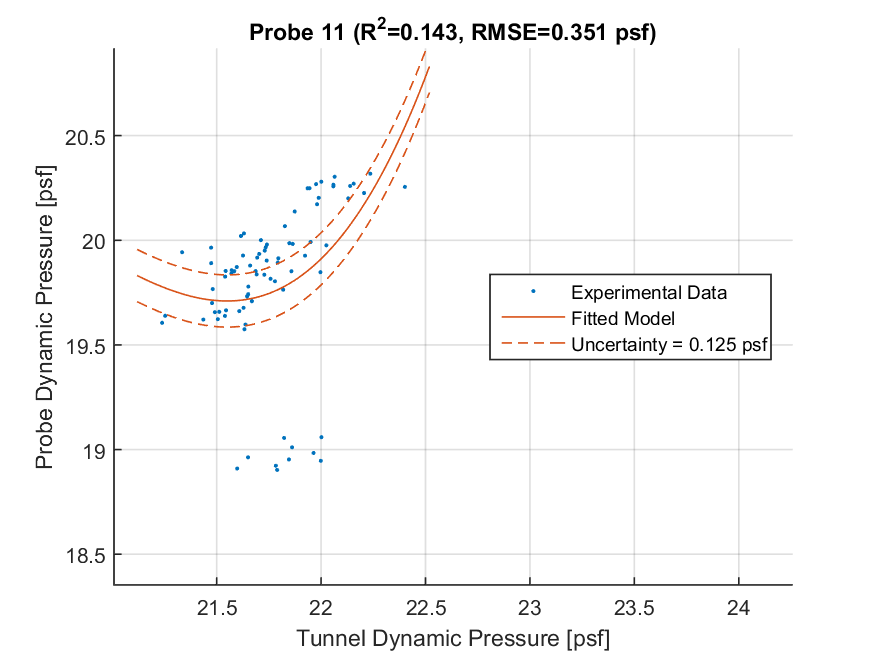 Probe 11 (R²=0.143, RMSE=0.351 psf)
Probe Dynamic Pressure [psf]
20.5
20
19.5
19
18.5
Experimental Data
Fitted Model
Uncertainty = 0.125 psf
21.5 22 22.5 23 23.5 24
Tunnel Dynamic Pressure [psf]